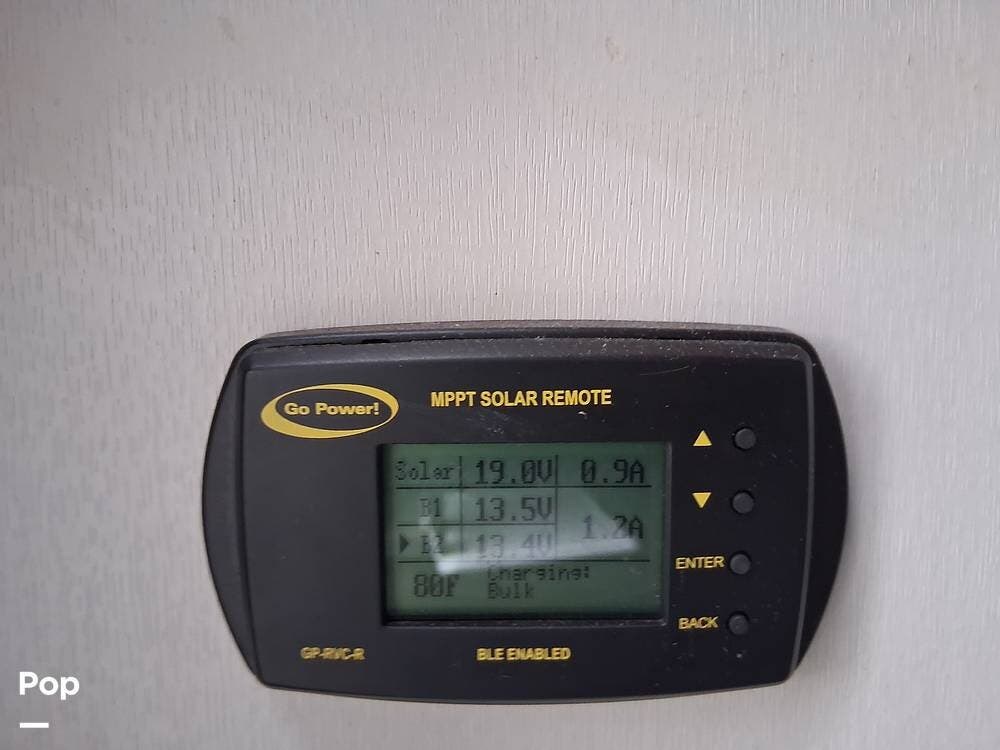 Go Power!
MPPT SOLAR REMOTE
Solar 19.0V 0.9A
B1 13.5V
1.2A
B2 13.4V
80F Charging:
Bulk
ENTER
BACK
GP-RVC-R
BLE ENABLED
Pop